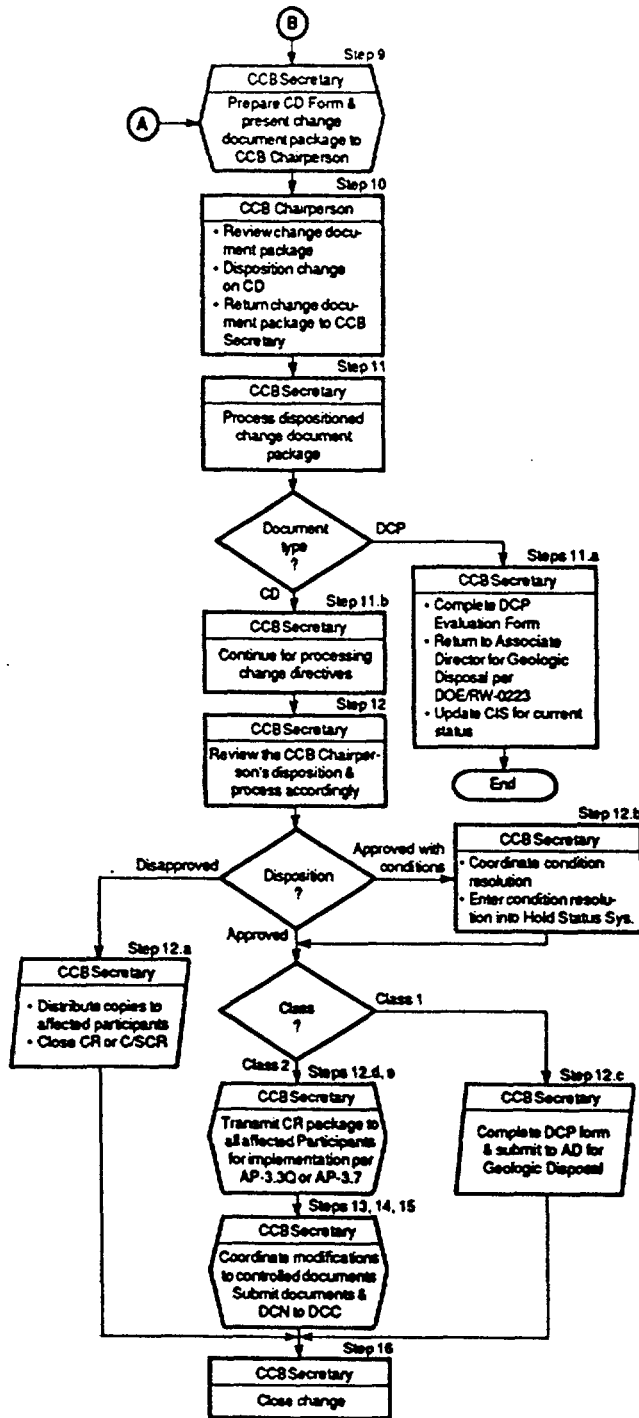 B
Step 9
CCB Secretary
Prepare CD Form &
present change
document package to
CCB Chairperson
A
Step 10
CCB Chairperson
• Review change docu-
ment package
• Disposition change
on CD
• Return change docu-
ment package to CCB
Secretary
Step 11
CCB Secretary
Process dispositioned
change document
package
Document
type
?
DCP
CD
Steps 11.a
CCB Secretary
• Complete DCP
Evaluation Form
• Return to Associate
Director for Geologic
Disposal per
DOE/RW-0223
• Update CIS for current
status
End
Step 11.b
CCB Secretary
Continue for processing
change directives
Step 12
CCB Secretary
Review the CCB Chairper-
son's disposition &
process accordingly
Disposition
?
Disapproved
Approved with
conditions
Approved
Step 12.b
CCB Secretary
• Coordinate condition
resolution
• Enter condition resolu-
tion into Hold Status Sys.
Step 12.a
CCB Secretary
• Distribute copies to
affected participants
• Close CR or C/SCR
Class
?
Class 1
Class 2
Steps 12.d, e
CCB Secretary
Transmit CR package to
all affected Participants
for implementation per
AP-3.3Q or AP-3.7
Step 12.c
CCB Secretary
Complete DCP form
& submit to AD for
Geologic Disposal
Steps 13, 14, 15
CCB Secretary
Coordinate modifications
to controlled documents
Submit documents &
DCN to DCC
Step 16
CCB Secretary
Close change